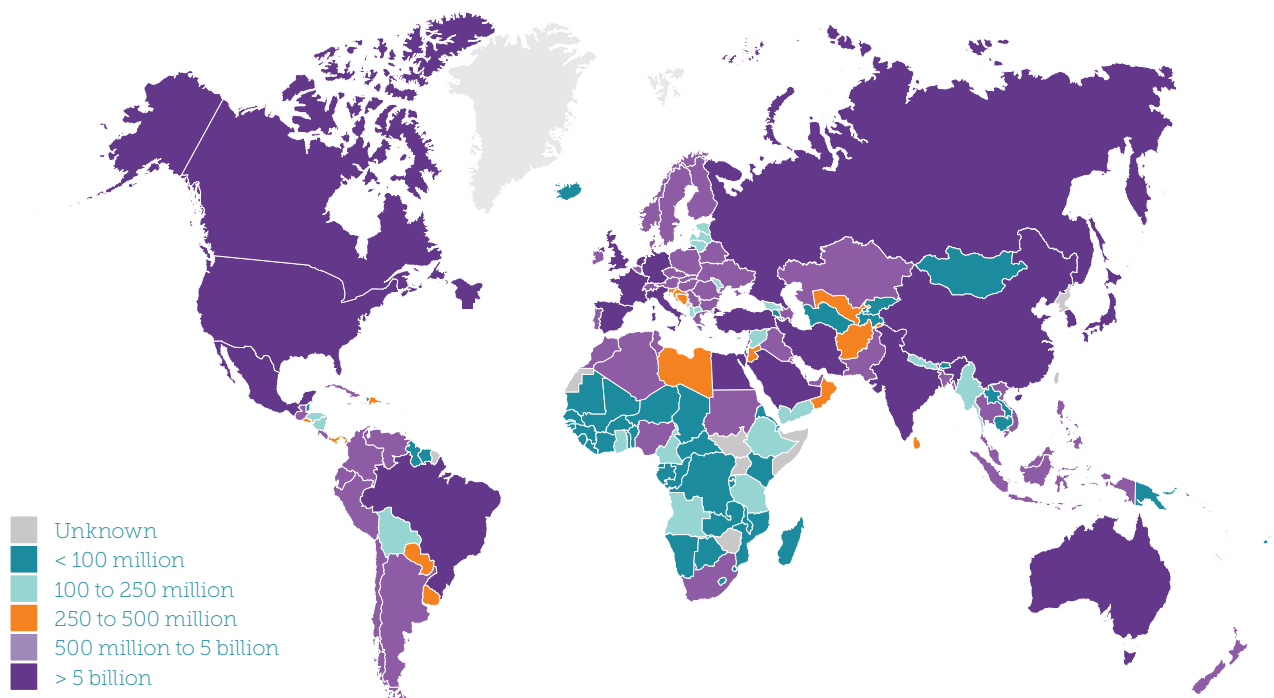 Unknown
< 100 million
100 to 250 million
250 to 500 million
500 million to 5 billion
> 5 billion